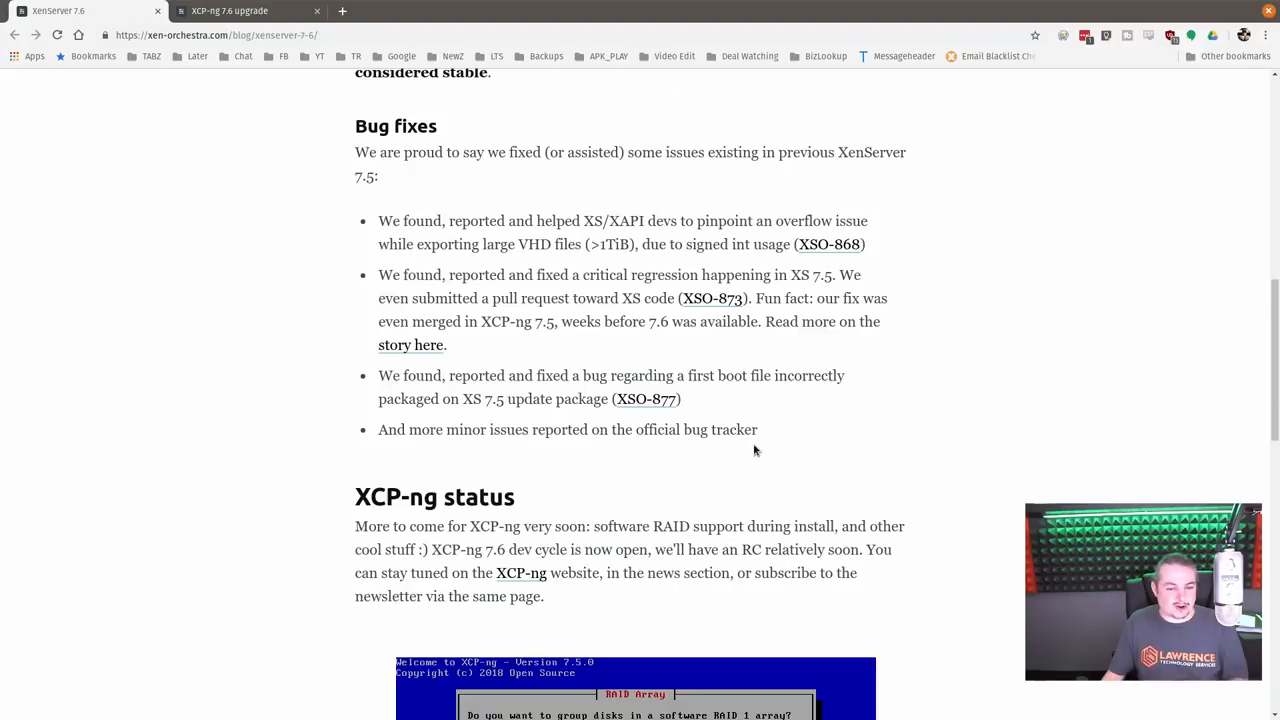 XenServer 7.6
XCP-ng 7.6 upgrade
https://xen-orchestra.com/blog/xenserver-7-6/
Apps Bookmarks TABZ Later Chat FB YT TR Google NewZ LTS Backups APK_PLAY Video Edit Deal Watching BizLookup Messageheader Email Blacklist Che Other bookmarks
considered stable.
Bug fixes
We are proud to say we fixed (or assisted) some issues existing in previous XenServer
7.5:
• We found, reported and helped XS/XAPI devs to pinpoint an overflow issue
while exporting large VHD files (>1TiB), due to signed int usage (XSO-868)
• We found, reported and fixed a critical regression happening in XS 7.5. We
even submitted a pull request toward XS code (XSO-873). Fun fact: our fix was
even merged in XCP-ng 7.5, weeks before 7.6 was available. Read more on the
story here.
• We found, reported and fixed a bug regarding a first boot file incorrectly
packaged on XS 7.5 update package (XSO-877)
• And more minor issues reported on the official bug tracker
XCP-ng status
More to come for XCP-ng very soon: software RAID support during install, and other
cool stuff :) XCP-ng 7.6 dev cycle is now open, we'll have an RC relatively soon. You
can stay tuned on the XCP-ng website, in the news section, or subscribe to the
newsletter via the same page.
Welcome to XCP-ng - Version 7.5.0
Copyright (c) 2018 Open Source
RAID Array
Do you want to group disks in a software RAID 1 array?
LAWRENCE
TECHNOLOGY SERVICES